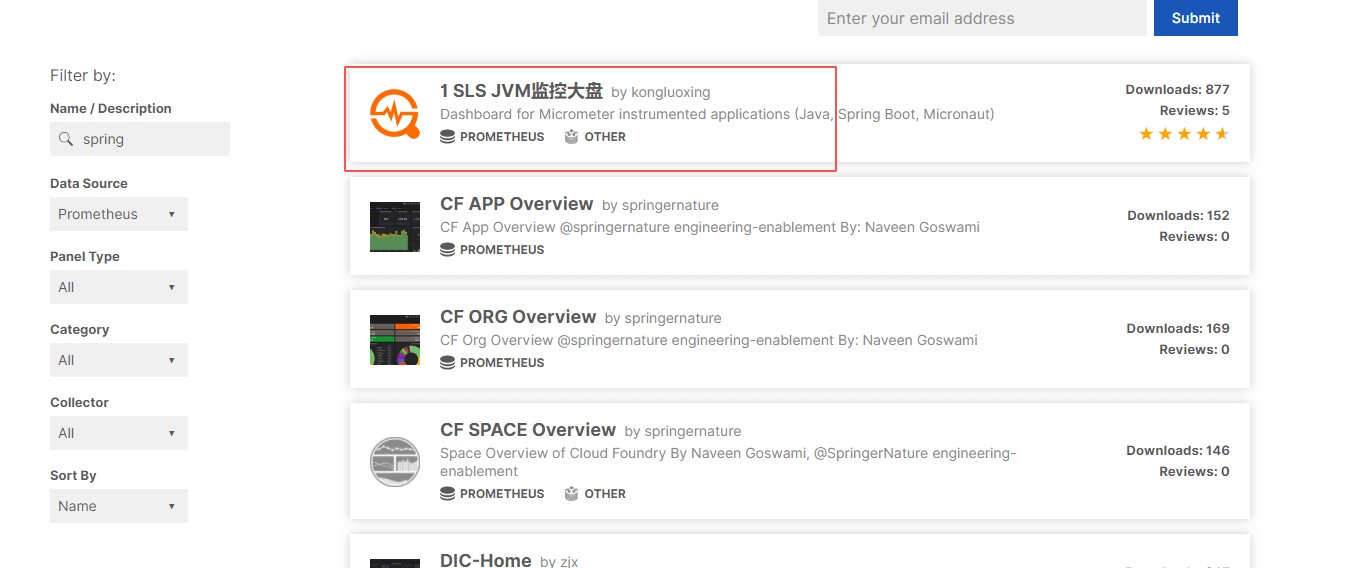 Enter your email address
Submit
Filter by:
Name / Description
spring
Data Source
Prometheus
Panel Type
All
Category
All
Collector
All
Sort By
Name
1 SLS JVM监控大盘 by kongluoxing
Dashboard for Micrometer instrumented applications (Java, Spring Boot, Micronaut)
PROMETHEUS OTHER
Downloads: 877
Reviews: 5
CF APP Overview by springernature
CF App Overview @springernature engineering-enablement By: Naveen Goswami
PROMETHEUS
Downloads: 152
Reviews: 0
CF ORG Overview by springernature
CF Org Overview @springernature engineering-enablement By: Naveen Goswami
PROMETHEUS
Downloads: 169
Reviews: 0
CF SPACE Overview by springernature
Space Overview of Cloud Foundry By Naveen Goswami, @SpringerNature engineering-
enablement
PROMETHEUS OTHER
Downloads: 146
Reviews: 0
DIC-Home by zjx